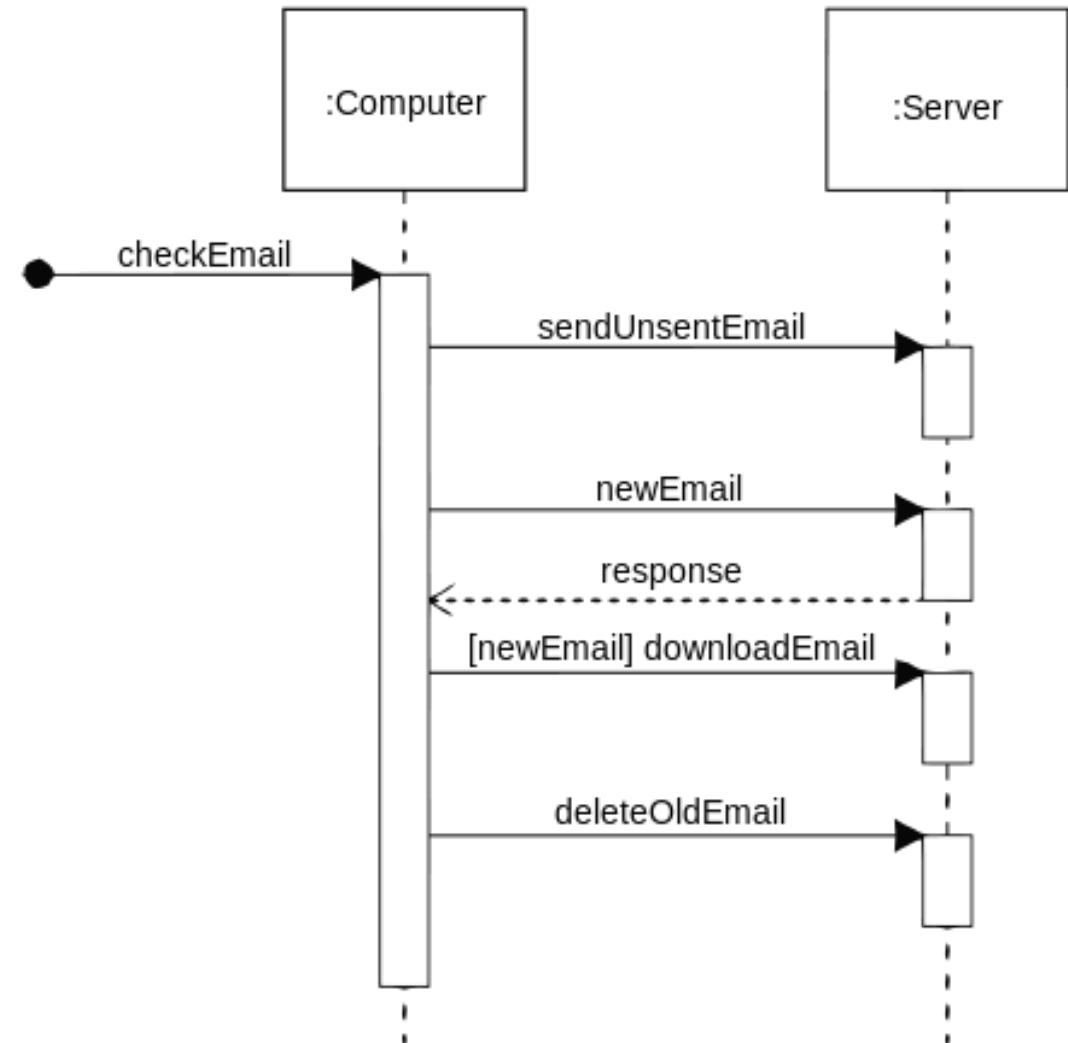 :Computer
:Server
checkEmail
sendUnsentEmail
newEmail
response
[newEmail] downloadEmail
deleteOldEmail